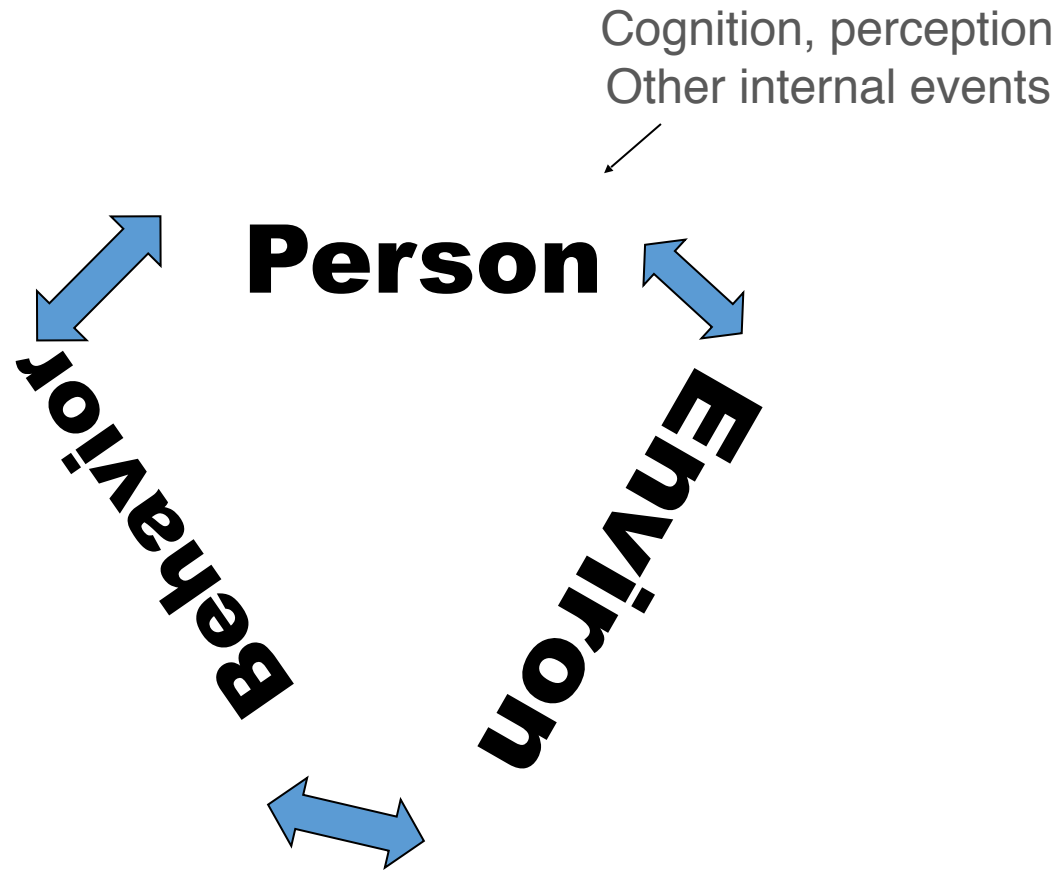 Cognition, perception
Other internal events
Person
Behavior
Environ